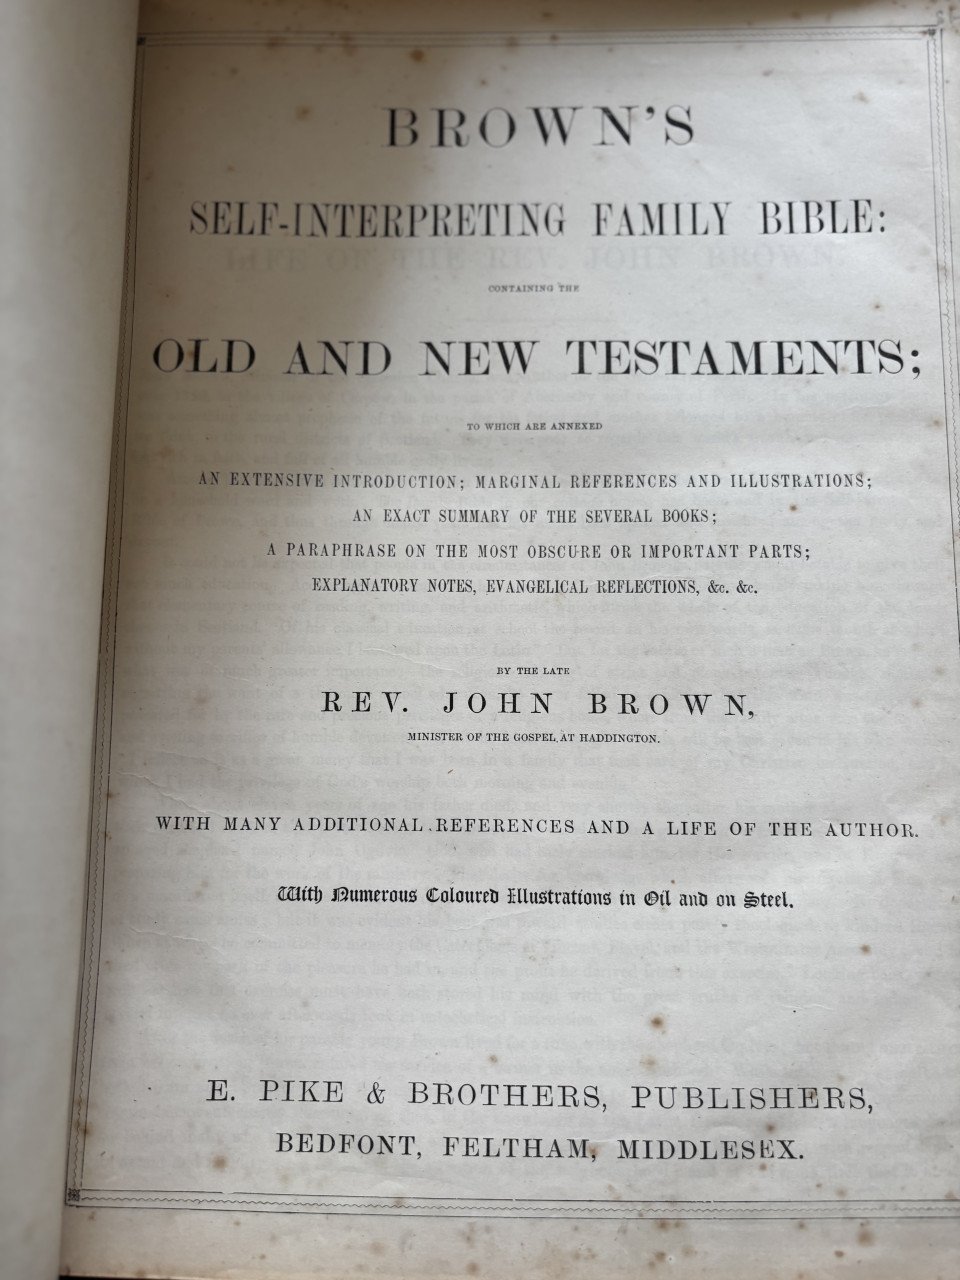 BROWN'S
SELF-INTERPRETING FAMILY BIBLE:
CONTAINING THE
OLD AND NEW TESTAMENTS;
TO WHICH ARE ANNEXED
AN EXTENSIVE INTRODUCTION; MARGINAL REFERENCES AND ILLUSTRATIONS;
AN EXACT SUMMARY OF THE SEVERAL BOOKS;
A PARAPHRASE ON THE MOST OBSCURE OR IMPORTANT PARTS;
EXPLANATORY NOTES, EVANGELICAL REFLECTIONS, &c. &c.
BY THE LATE
REV. JOHN BROWN,
MINISTER OF THE GOSPEL AT HADDINGTON.
WITH MANY ADDITIONAL REFERENCES AND A LIFE OF THE AUTHOR.
With Numerous Coloured Illustrations in Oil and on Steel.
E. PIKE & BROTHERS, PUBLISHERS,
BEDFONT, FELTHAM, MIDDLESEX.